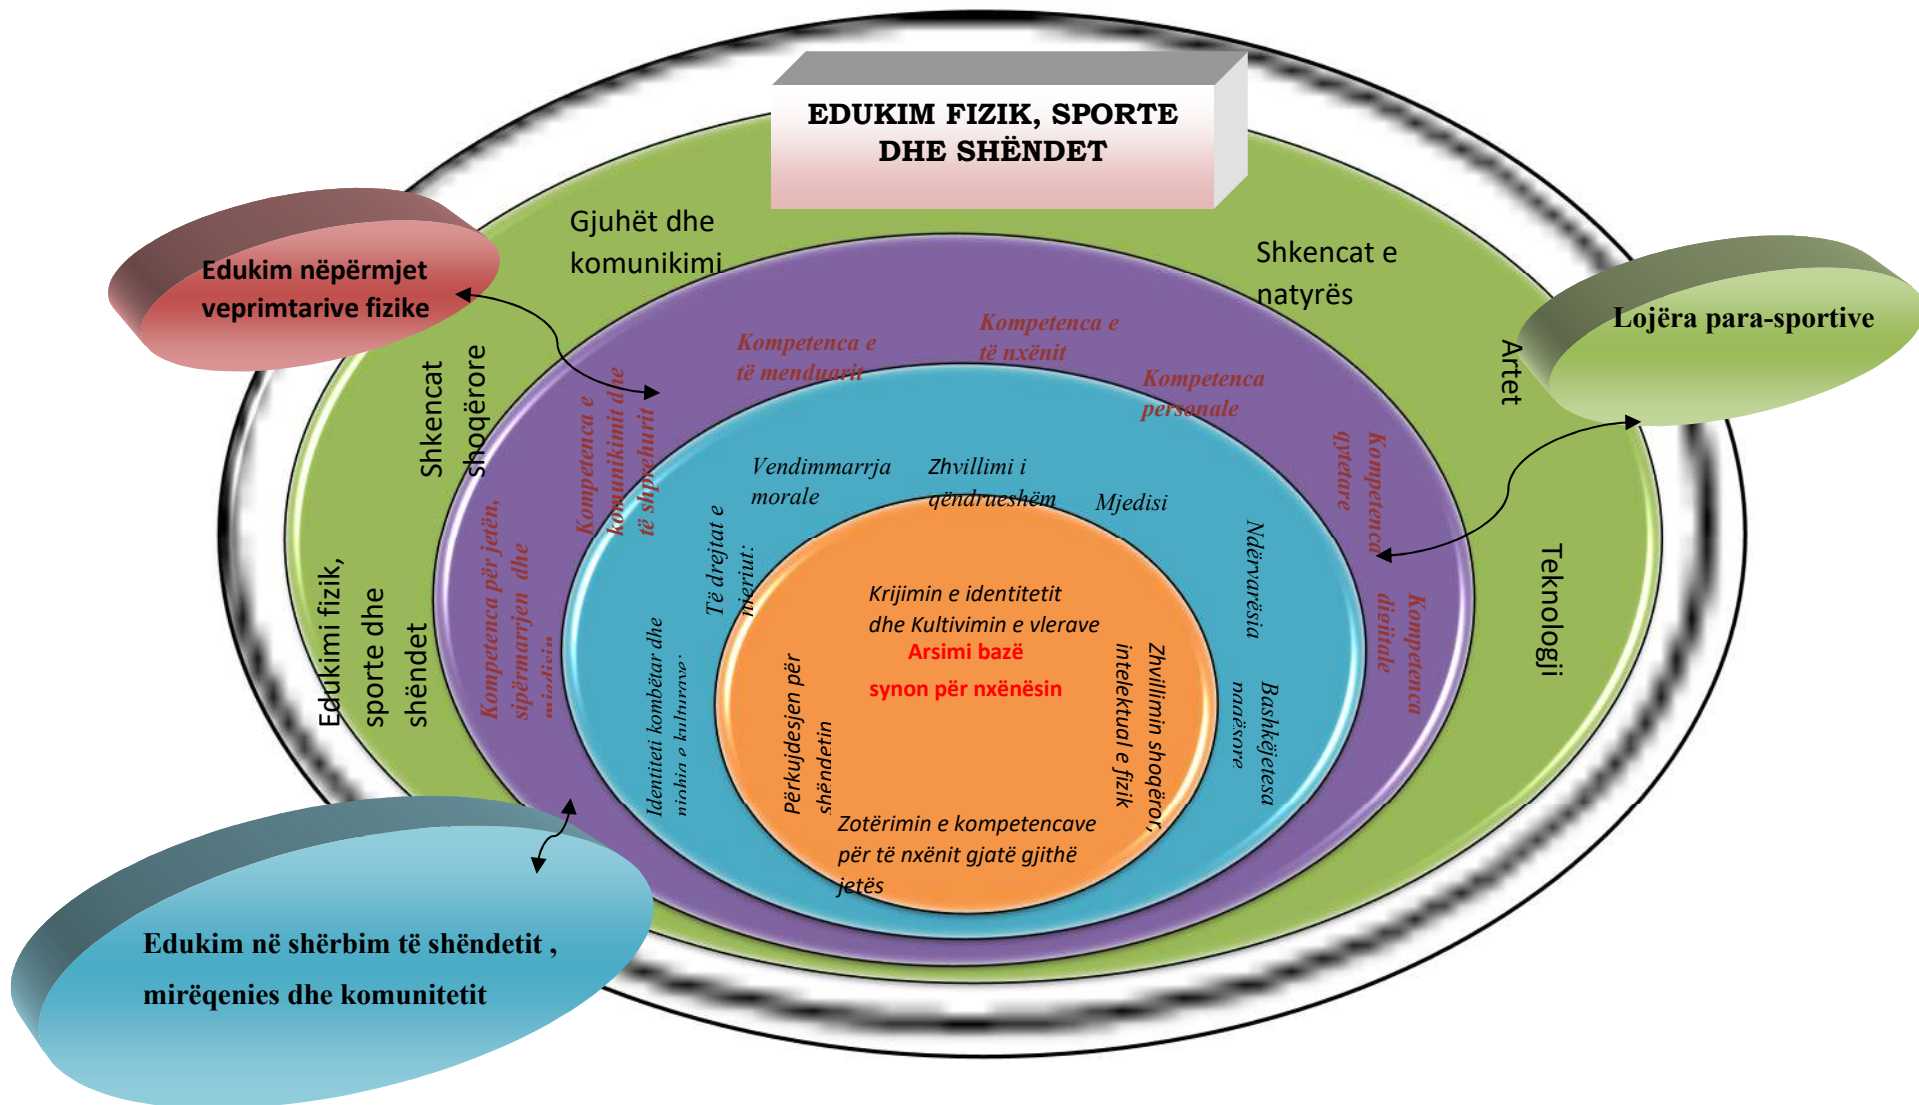 EDUKIM FIZIK, SPORTE
DHE SHËNDET
Edukim nëpërmjet
veprimtarive fizike
Gjuhët dhe
komunikimi
Shkencat e
natyrës
Lojëra para-sportive
Artet
Teknologji
Shkencat
shoqërore
Edukimi fizik,
sporte dhe
shëndet
Kompetenca e
të menduarit
Kompetenca e
të nxënit
Kompetenca
personale
Kompetenca
qytetare
Kompetenca
digjitale
Kompetenca e
komunikimit dhe
të shprehurit
Kompetenca për jetën,
sipërmarrjen dhe
Vendimmarrja
morale
Zhvillimi i
qëndrueshëm
Mjedisi
Ndërvarësia
Bashkëjetesa
paqësore
Të drejtat e
njeriut:
Identiteti kombëtar dhe
njohja e kulturave:
Krijimin e identitetit
dhe Kultivimin e vlerave
Arsimi bazë
synon për nxënësin
Përkujdesjen për
shëndetin
Zhvillimin shoqëror,
intelektual e fizik
Zotërimin e kompetencave
për të nxënit gjatë gjithë
jetës
Edukim në shërbim të shëndetit ,
mirëqenies dhe komunitetit